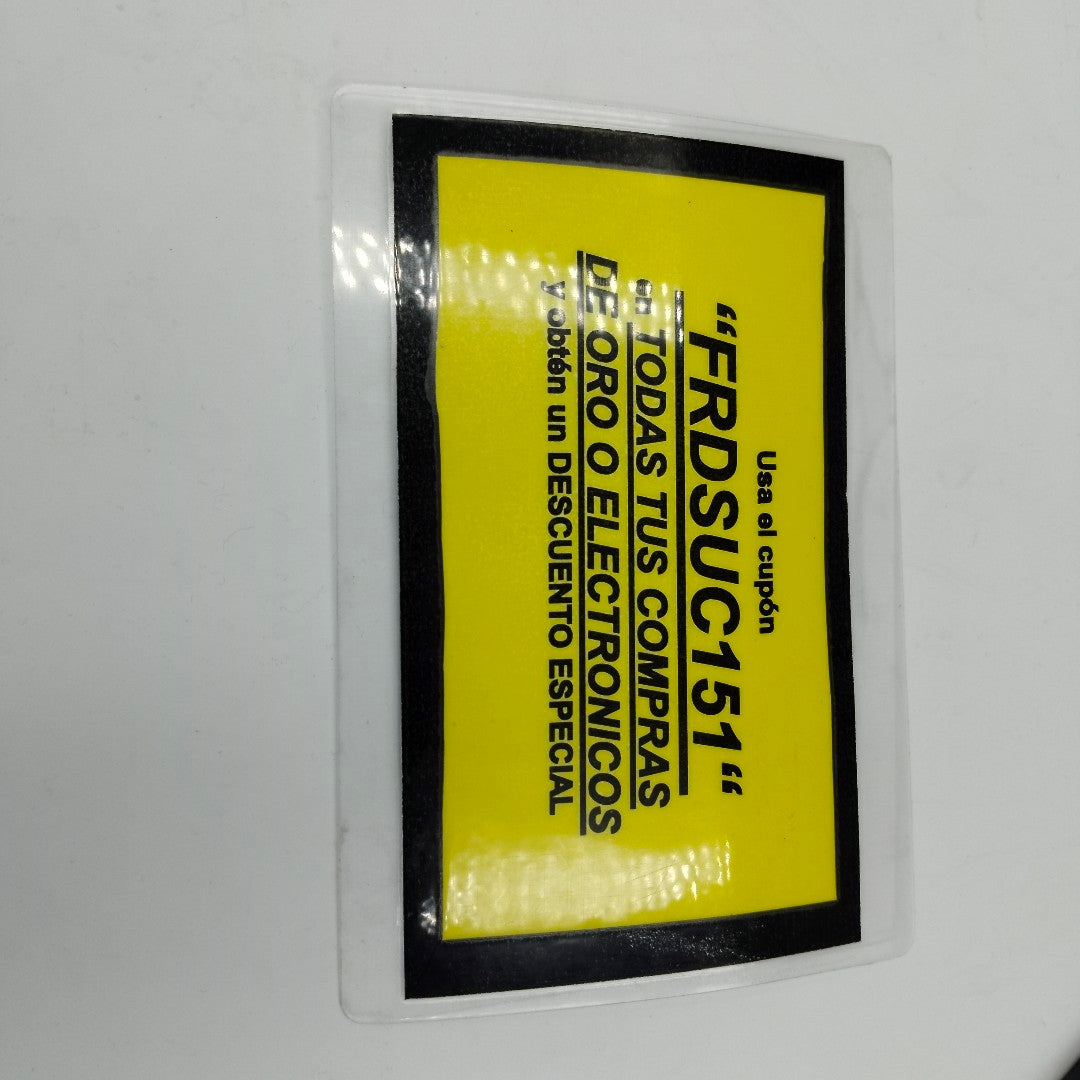 Usa el cupón
“FRDSUC151“
en TODAS TUS COMPRAS
DE ORO O ELECTRONICOS
y obtén un DESCUENTO ESPECIAL